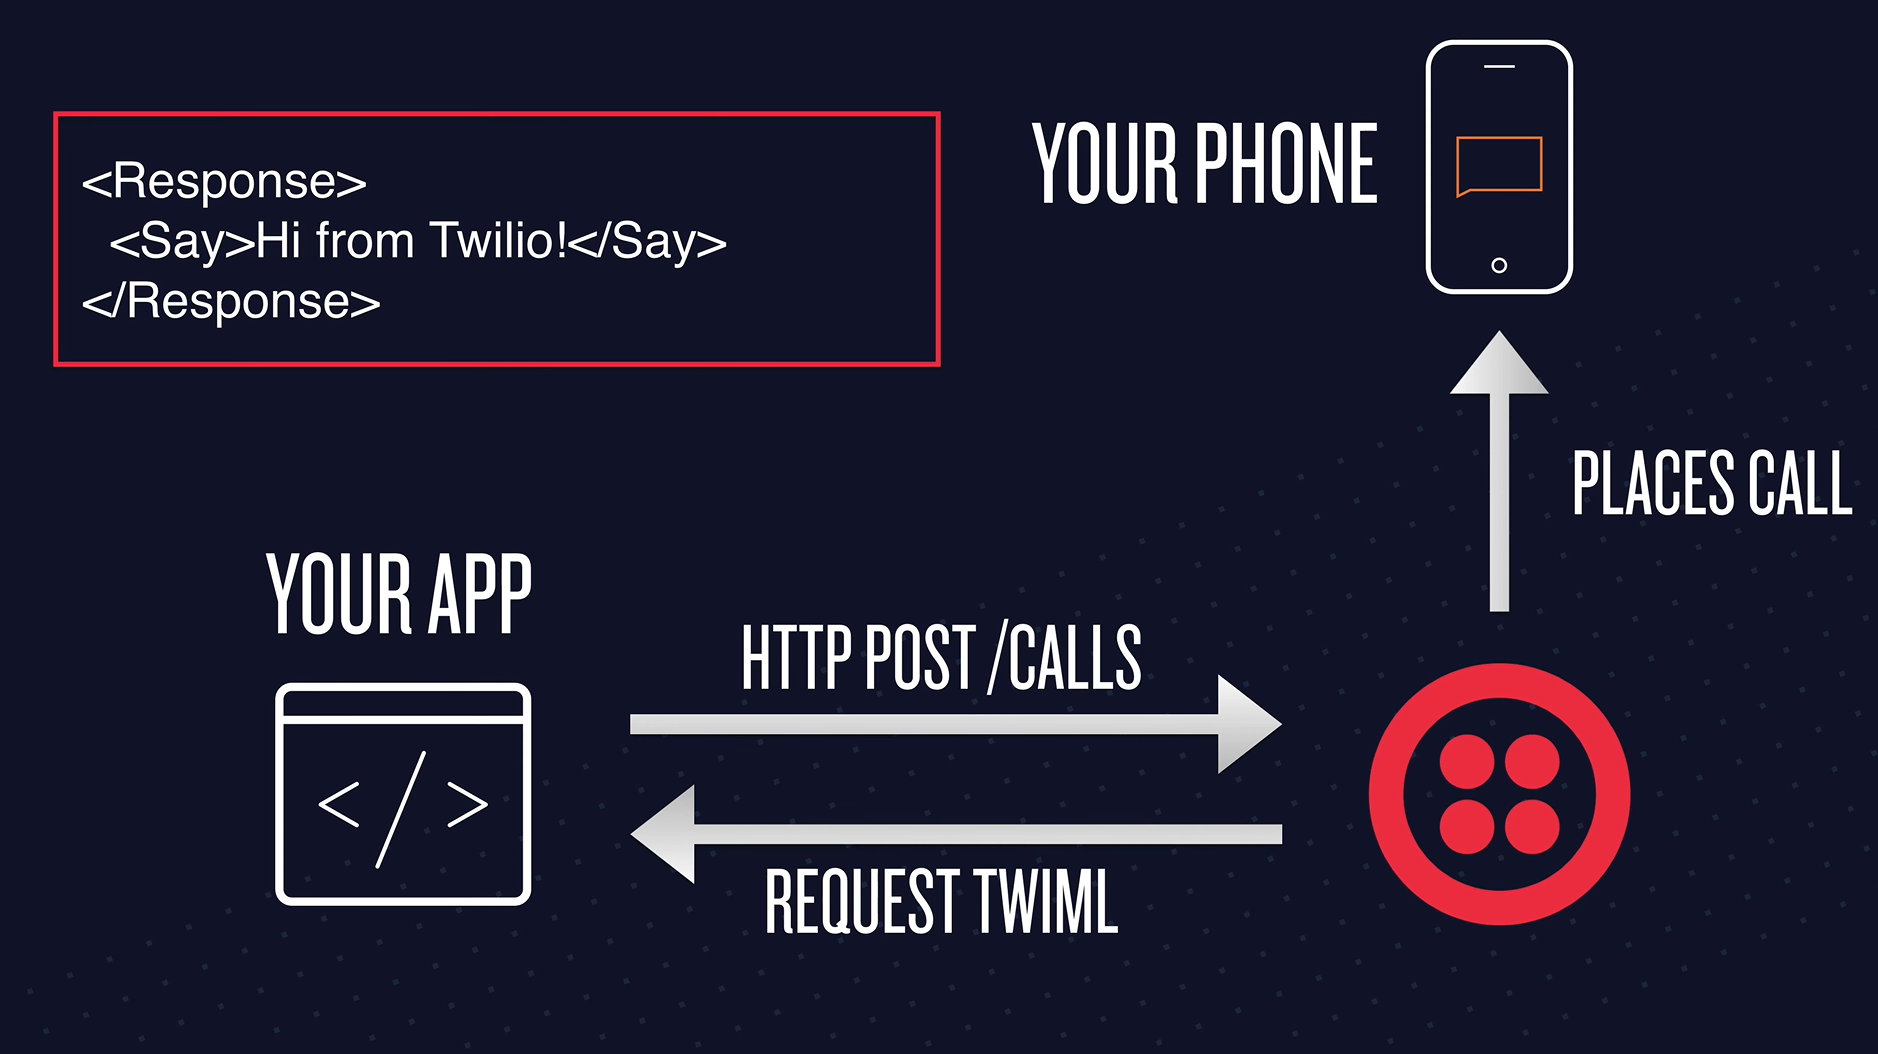 <Response>
<Say>Hi from Twilio!</Say>
</Response>
YOUR PHONE
PLACES CALL
YOUR APP
HTTP POST /CALLS
REQUEST TWIML